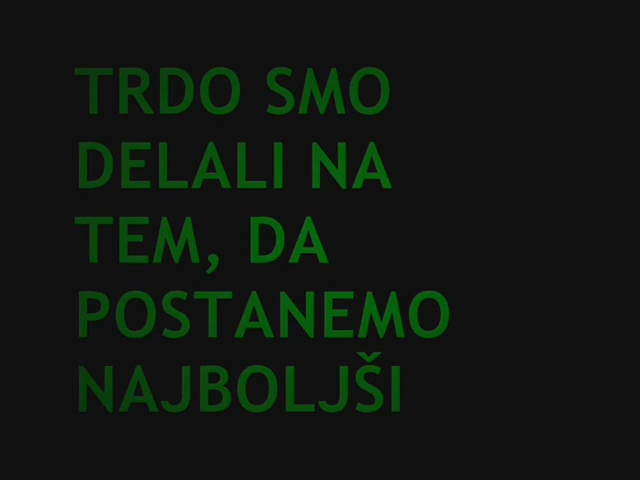 TRDO SMO
DELALI NA
TEM, DA
POSTANEMO
NAJBOLJŠI